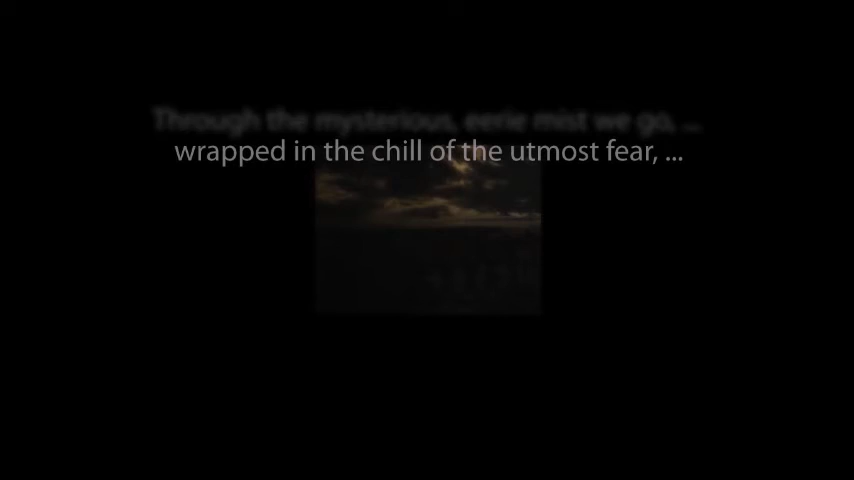 Through the mysterious, eerie mist we go, ...
wrapped in the chill of the utmost fear, ...